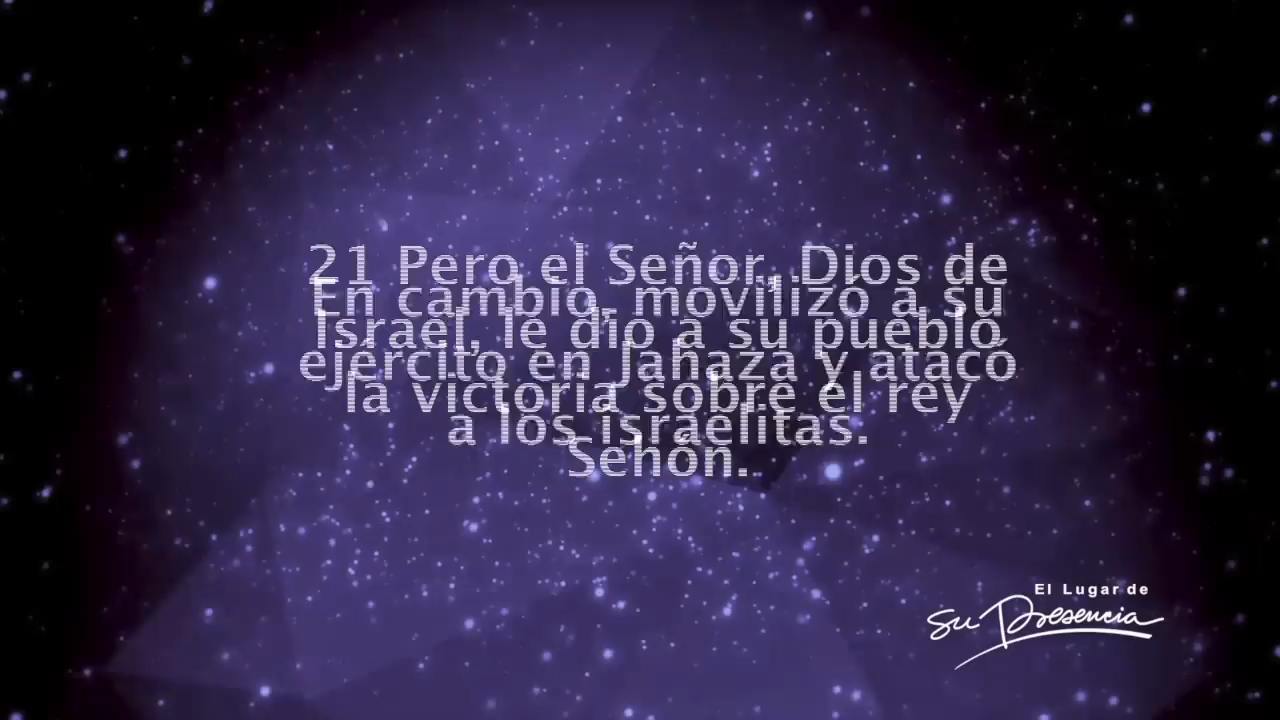 21 Pero el Señor, Dios de
En cambio, movilizó a su
Israel, le dio a su pueblo
ejército en Jahaza y atacó
la victoria sobre el rey
a los israelitas.
Sehón.
El Lugar de
Su Presencia